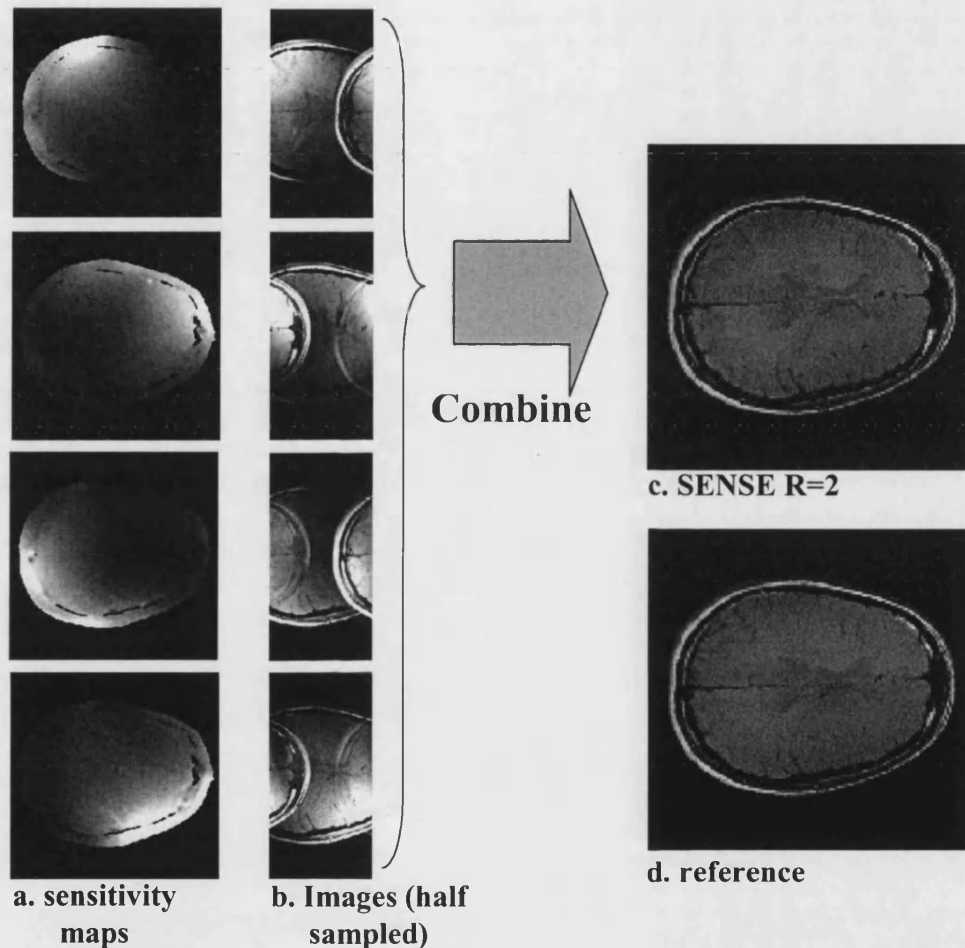 Combine
c. SENSE R=2
d. reference
a. sensitivity
maps
b. Images (half
sampled)